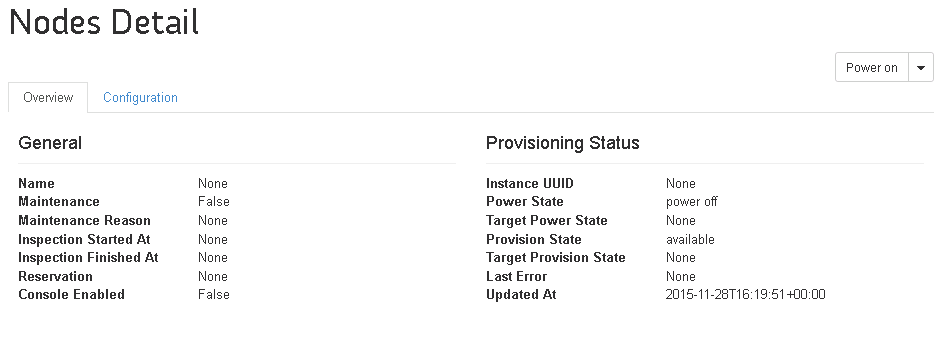 Nodes Detail
Power on
Overview Configuration
General
Name None
Maintenance False
Maintenance Reason None
Inspection Started At None
Inspection Finished At None
Reservation None
Console Enabled False
Provisioning Status
Instance UUID None
Power State power off
Target Power State None
Provision State available
Target Provision State None
Last Error None
Updated At 2015-11-28T16:19:51+00:00